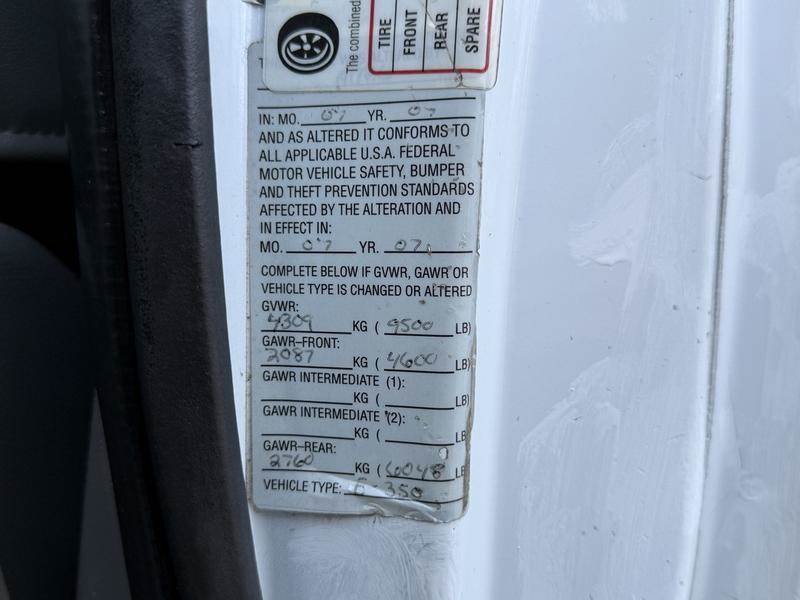 The combined
TIRE
FRONT
REAR
SPARE
IN: MO. 07 YR. 07
AND AS ALTERED IT CONFORMS TO
ALL APPLICABLE U.S.A. FEDERAL
MOTOR VEHICLE SAFETY, BUMPER
AND THEFT PREVENTION STANDARDS
AFFECTED BY THE ALTERATION AND
IN EFFECT IN:
MO. 07 YR. 07
COMPLETE BELOW IF GVWR, GAWR OR
VEHICLE TYPE IS CHANGED OR ALTERED
GVWR:
4309 KG ( 9500 LB)
GAWR–FRONT:
2087 KG ( 4600 LB)
GAWR INTERMEDIATE (1):
KG ( LB)
GAWR INTERMEDIATE (2):
KG ( LB
GAWR–REAR:
2760 KG ( 6048 LB
VEHICLE TYPE: E-350